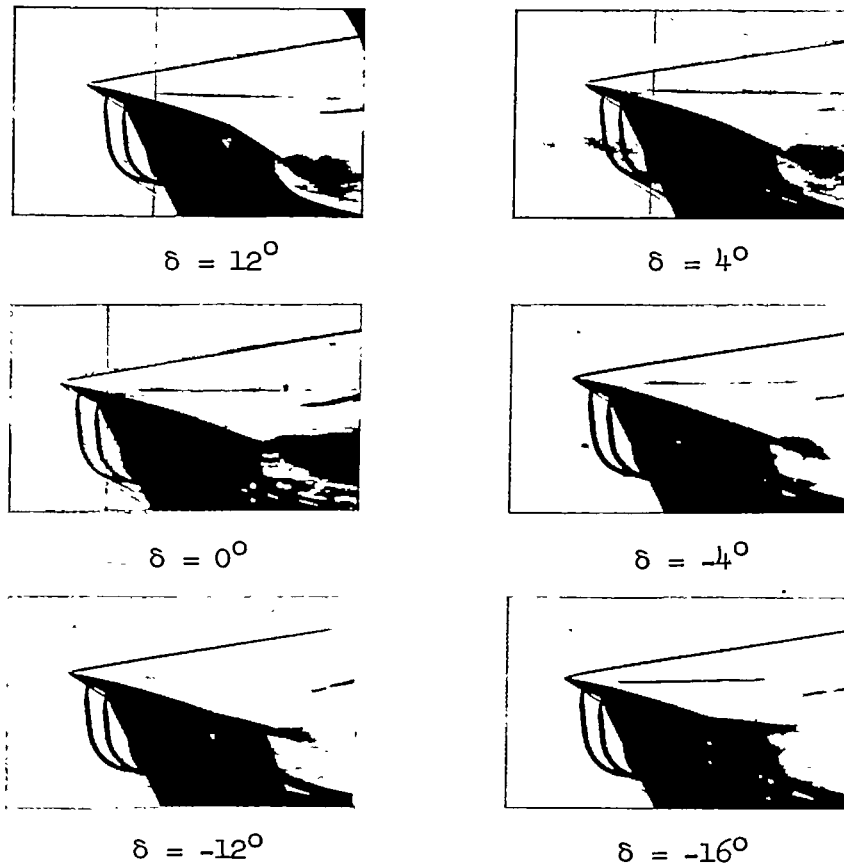 δ = 12°
δ = 4°
δ = 0°
δ = -4°
δ = -12°
δ = -16°